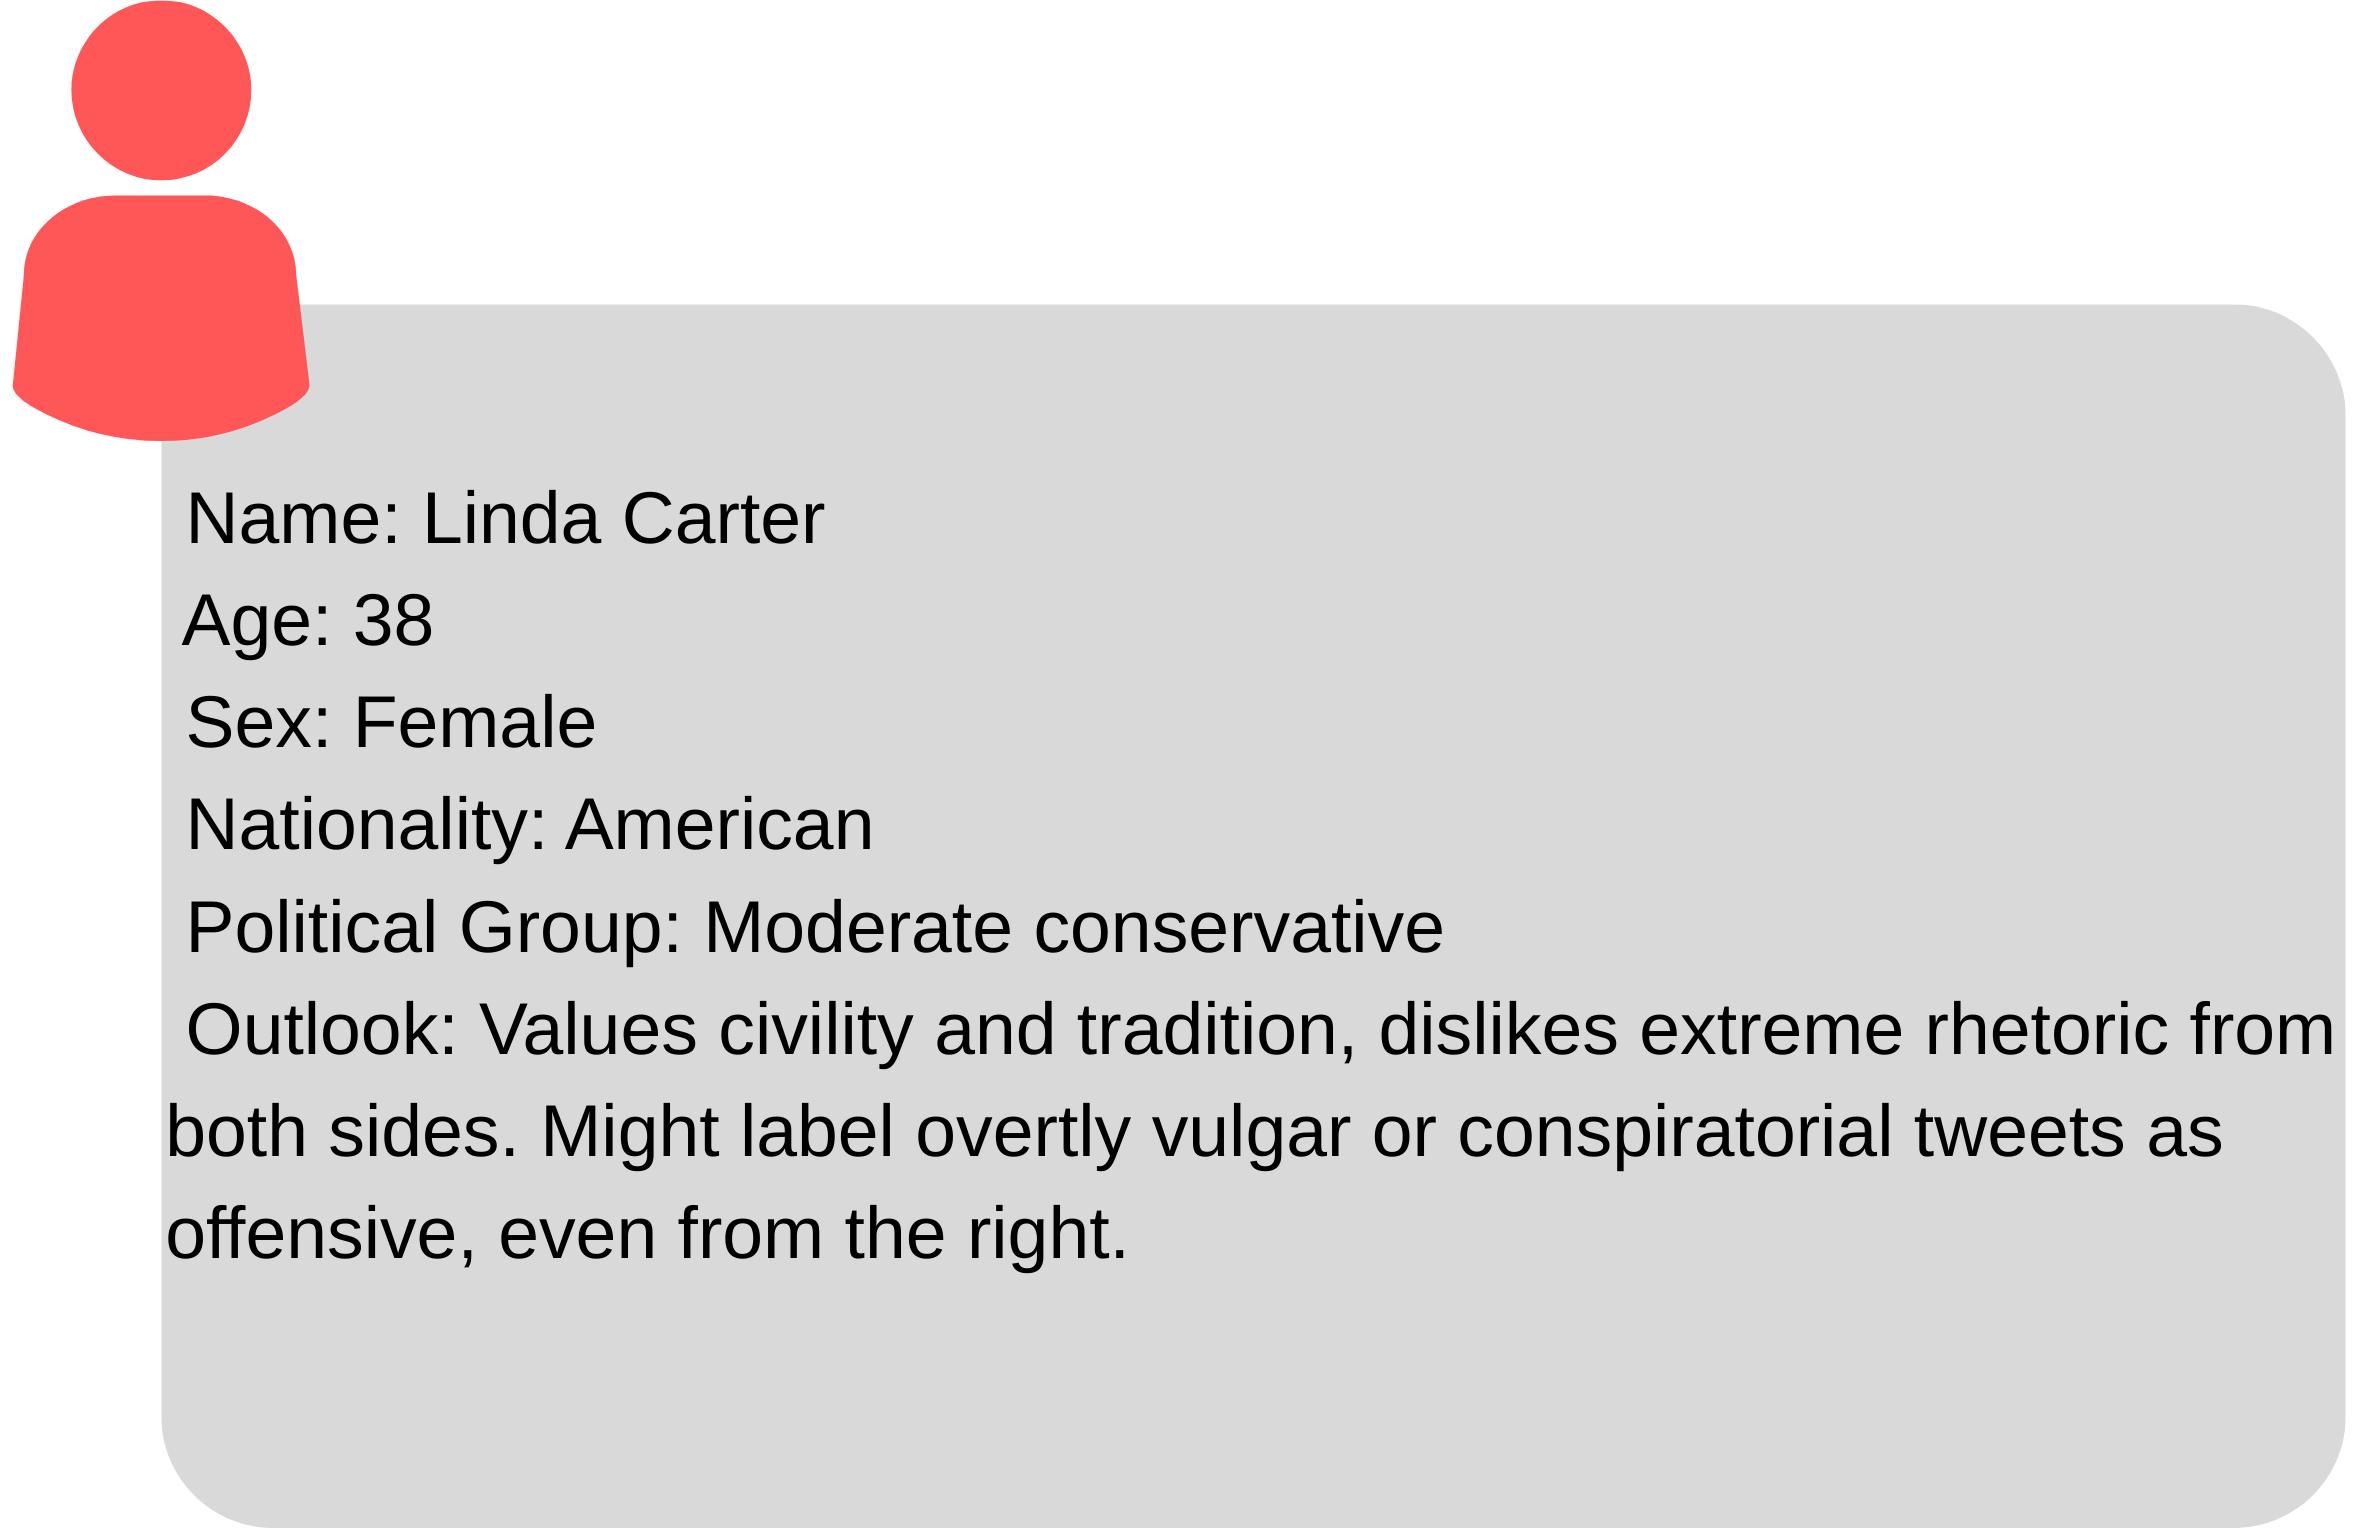 Name: Linda Carter
Age: 38
Sex: Female
Nationality: American
Political Group: Moderate conservative
Outlook: Values civility and tradition, dislikes extreme rhetoric from
both sides. Might label overtly vulgar or conspiratorial tweets as
offensive, even from the right.